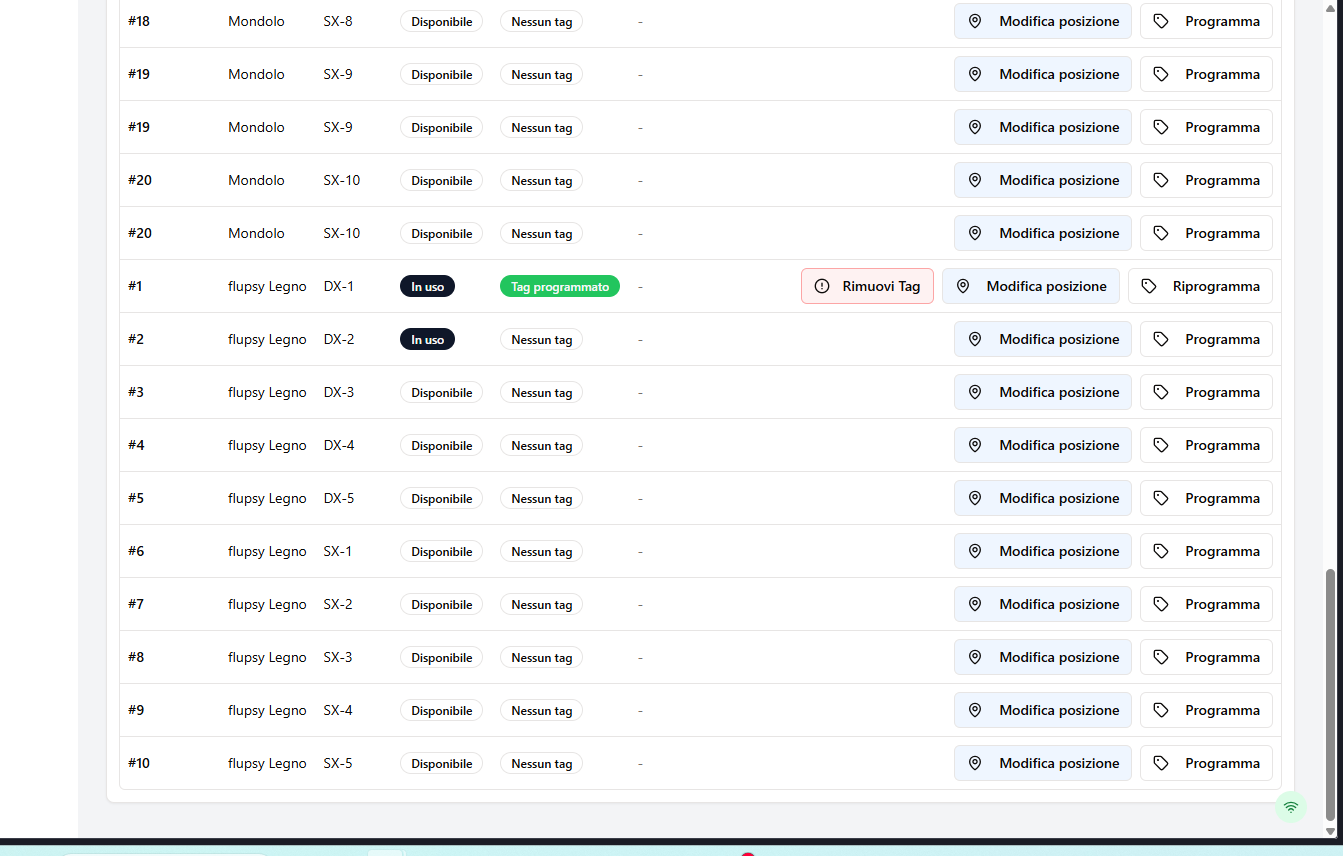 #18 Mondolo SX-8 Disponibile Nessun tag - Modifica posizione Programma
#19 Mondolo SX-9 Disponibile Nessun tag - Modifica posizione Programma
#19 Mondolo SX-9 Disponibile Nessun tag - Modifica posizione Programma
#20 Mondolo SX-10 Disponibile Nessun tag - Modifica posizione Programma
#20 Mondolo SX-10 Disponibile Nessun tag - Modifica posizione Programma
#1 flupsy Legno DX-1 In uso Tag programmato - Rimuovi Tag Modifica posizione Riprogramma
#2 flupsy Legno DX-2 In uso Nessun tag - Modifica posizione Programma
#3 flupsy Legno DX-3 Disponibile Nessun tag - Modifica posizione Programma
#4 flupsy Legno DX-4 Disponibile Nessun tag - Modifica posizione Programma
#5 flupsy Legno DX-5 Disponibile Nessun tag - Modifica posizione Programma
#6 flupsy Legno SX-1 Disponibile Nessun tag - Modifica posizione Programma
#7 flupsy Legno SX-2 Disponibile Nessun tag - Modifica posizione Programma
#8 flupsy Legno SX-3 Disponibile Nessun tag - Modifica posizione Programma
#9 flupsy Legno SX-4 Disponibile Nessun tag - Modifica posizione Programma
#10 flupsy Legno SX-5 Disponibile Nessun tag - Modifica posizione Programma